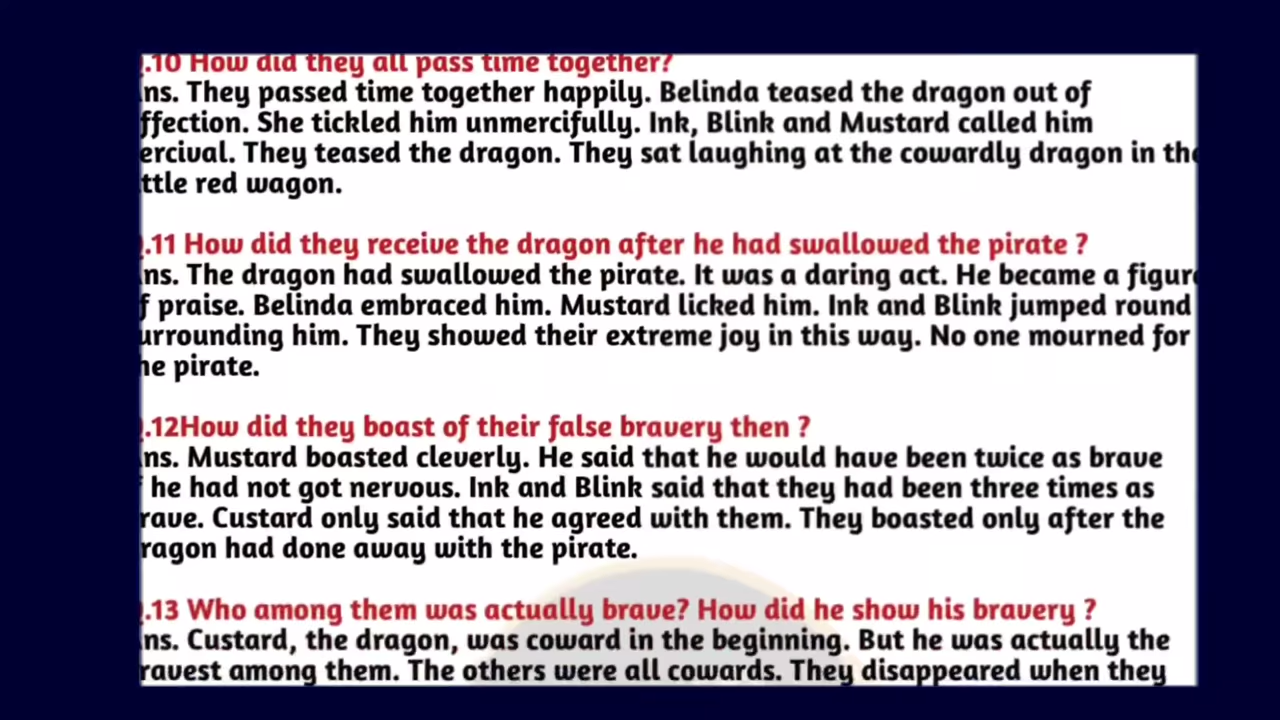 .10 How did they all pass time together?
ns. They passed time together happily. Belinda teased the dragon out of
ffection. She tickled him unmercifully. Ink, Blink and Mustard called him
ercival. They teased the dragon. They sat laughing at the cowardly dragon in the
ttle red wagon.
.11 How did they receive the dragon after he had swallowed the pirate ?
ns. The dragon had swallowed the pirate. It was a daring act. He became a figure
f praise. Belinda embraced him. Mustard licked him. Ink and Blink jumped round
urrounding him. They showed their extreme joy in this way. No one mourned for
he pirate.
.12How did they boast of their false bravery then ?
ns. Mustard boasted cleverly. He said that he would have been twice as brave
he had not got nervous. Ink and Blink said that they had been three times as
rave. Custard only said that he agreed with them. They boasted only after the
ragon had done away with the pirate.
.13 Who among them was actually brave? How did he show his bravery ?
ns. Custard, the dragon, was coward in the beginning. But he was actually the
ravest among them. The others were all cowards. They disappeared when they